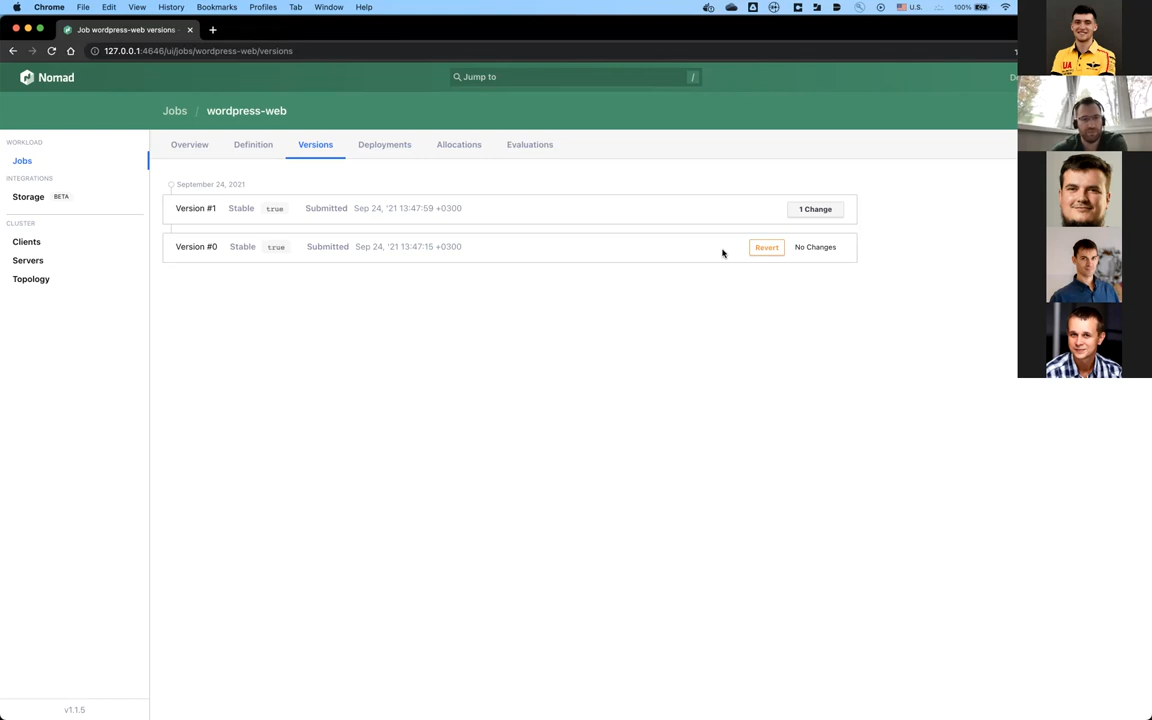 Chrome File Edit View History Bookmarks Profiles Tab Window Help U.S. 100%
Job wordpress-web versions
127.0.0.1:4646/ui/jobs/wordpress-web/versions
Nomad Jump to /
Jobs / wordpress-web
WORKLOAD
Jobs
INTEGRATIONS
Storage BETA
CLUSTER
Clients
Servers
Topology
v1.1.5
Overview Definition Versions Deployments Allocations Evaluations
September 24, 2021
Version #1 Stable true Submitted Sep 24, '21 13:47:59 +0300 1 Change
Version #0 Stable true Submitted Sep 24, '21 13:47:15 +0300 Revert No Changes
UA